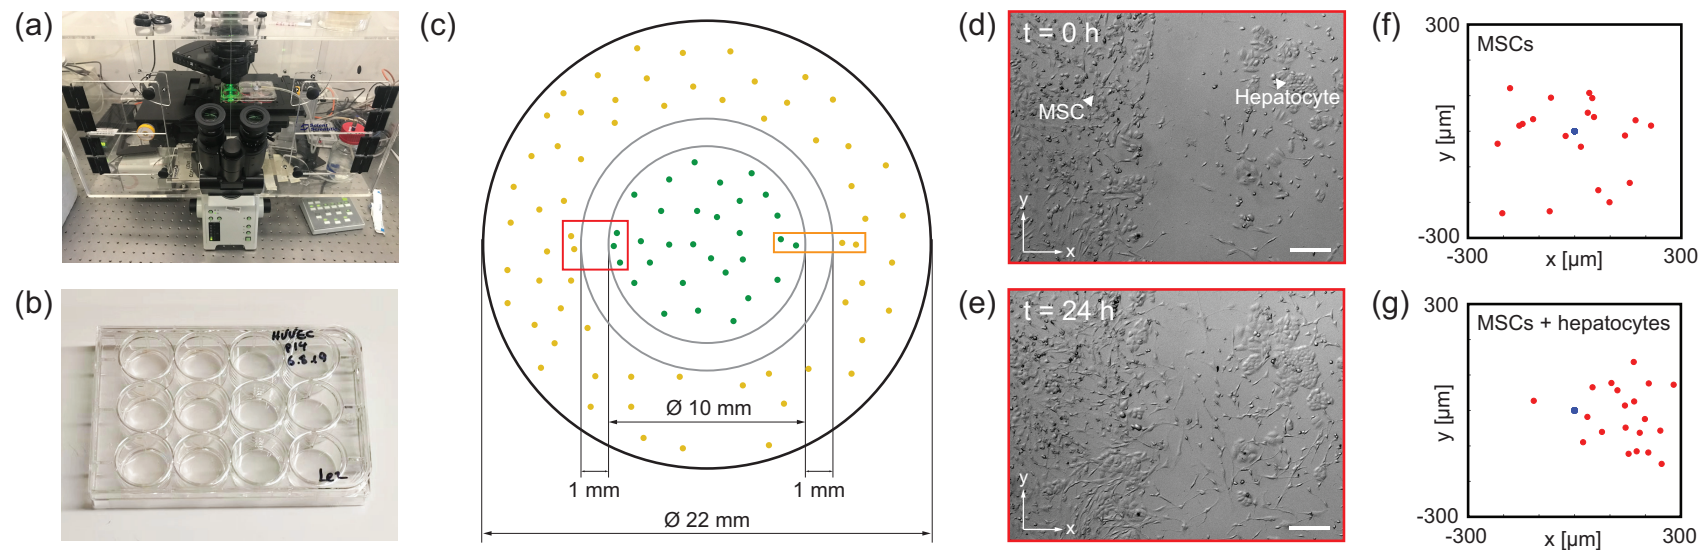 (a)
(b)
HUVEC
P14
6.8.19
(c)
Ø 10 mm
1 mm
1 mm
Ø 22 mm
(d)
t = 0 h
MSC
Hepatocyte
y
x
(e)
t = 24 h
y
x
(f)
300
MSCs
y [µm]
-300
-300
x [µm]
300
(g)
300
MSCs + hepatocytes
y [µm]
-300
-300
x [µm]
300